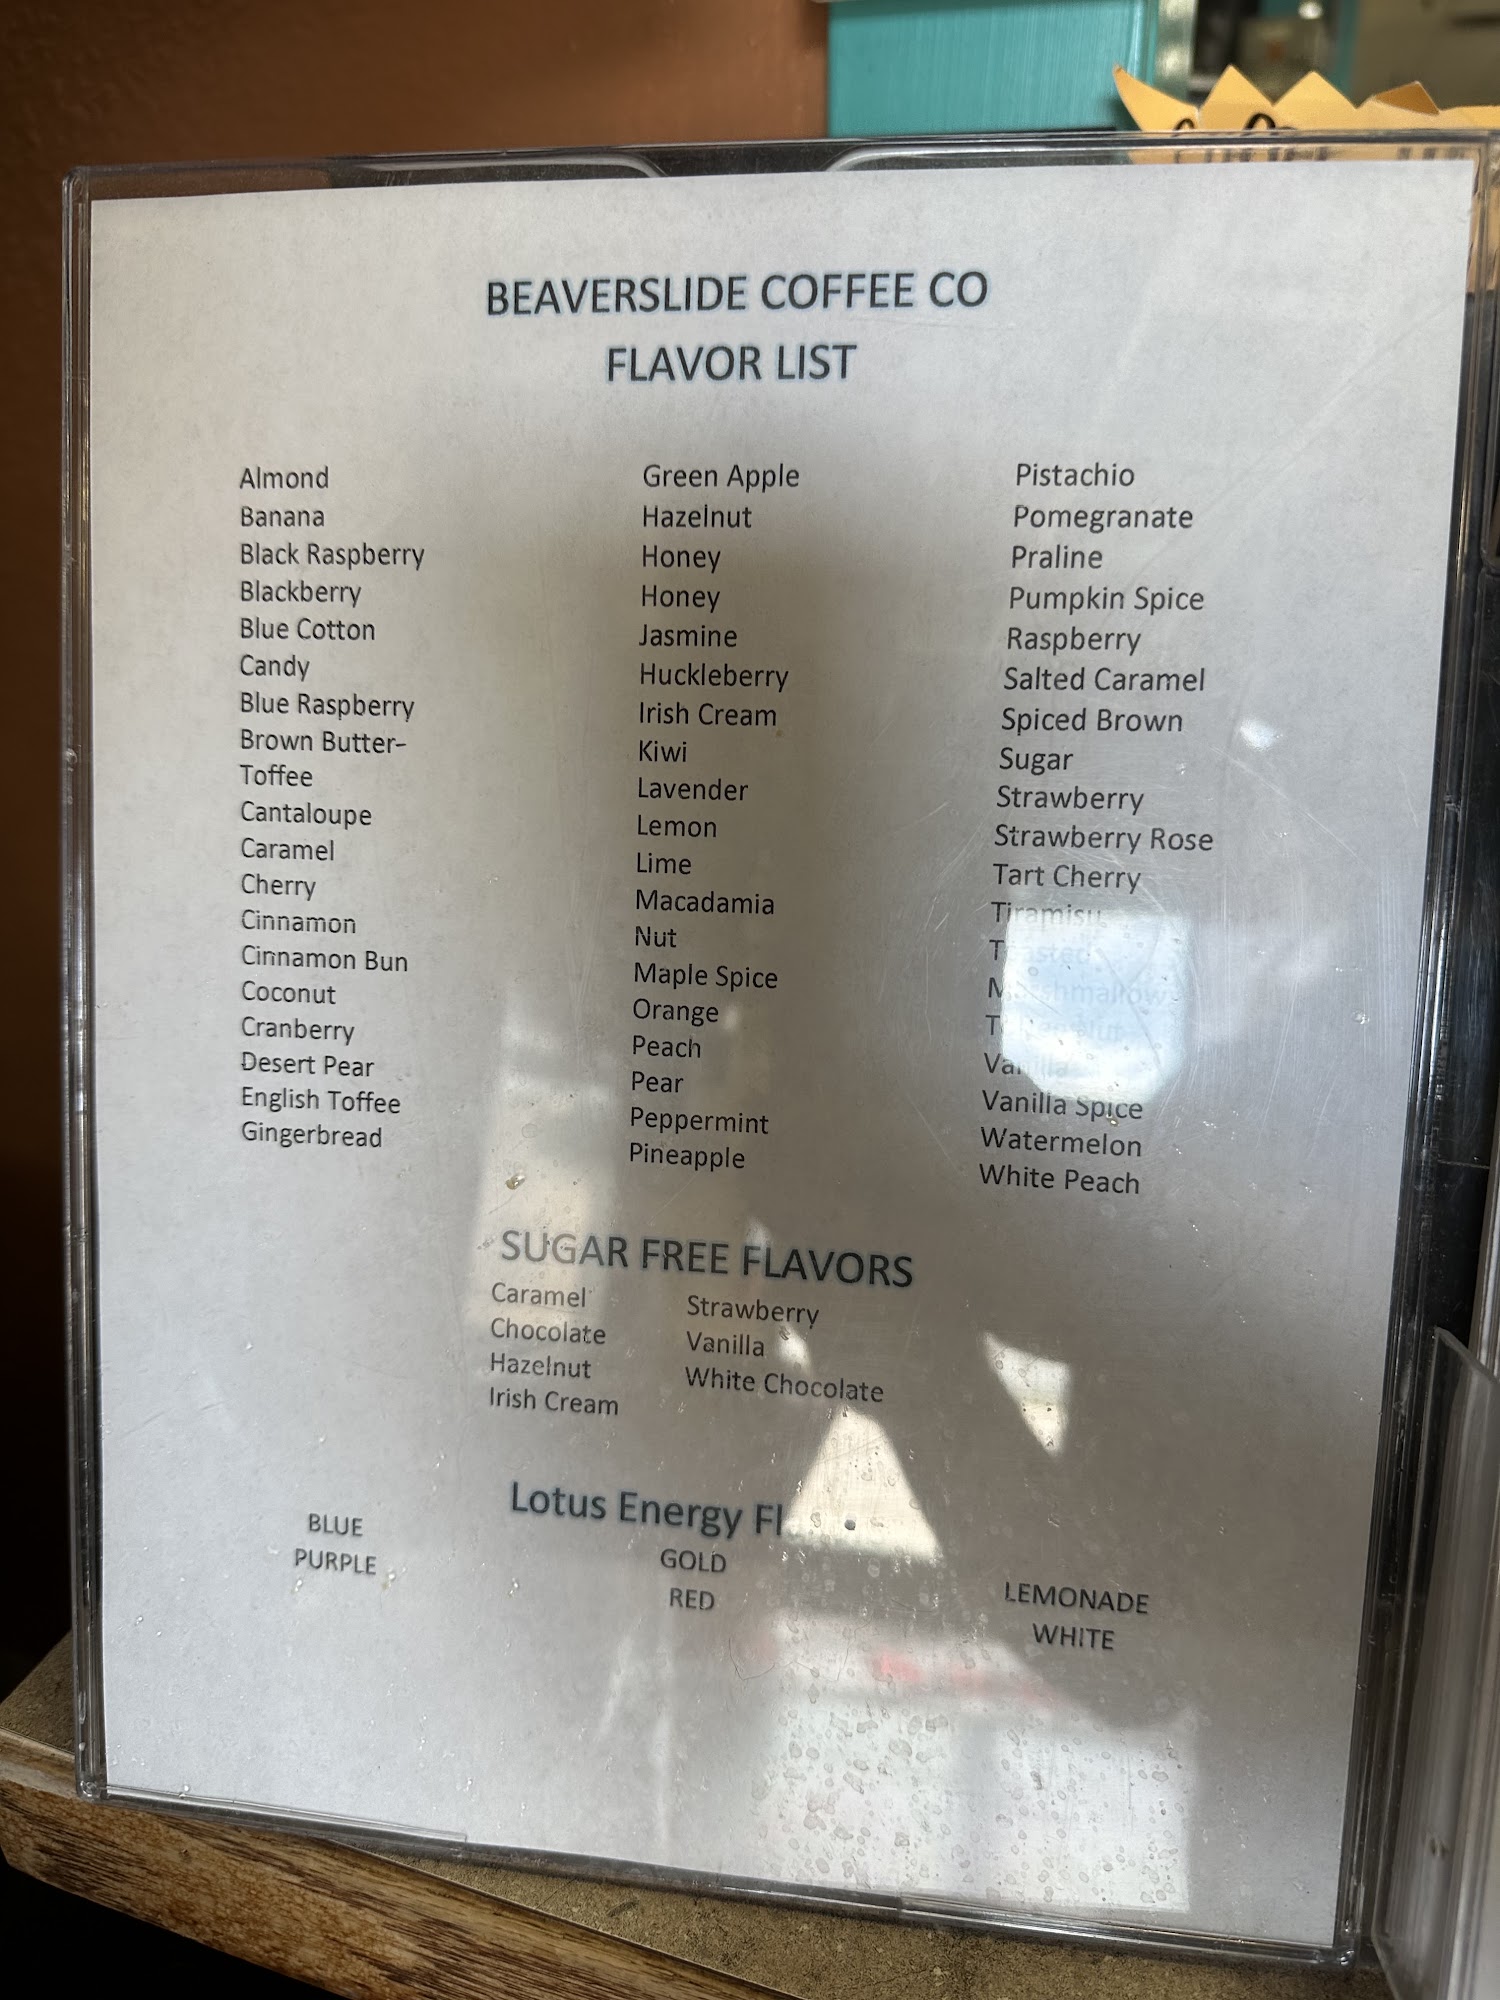 BEAVERSLIDE COFFEE CO
FLAVOR LIST
Almond
Banana
Black Raspberry
Blackberry
Blue Cotton
Candy
Blue Raspberry
Brown Butter-
Toffee
Cantaloupe
Caramel
Cherry
Cinnamon
Cinnamon Bun
Coconut
Cranberry
Desert Pear
English Toffee
Gingerbread
Green Apple
Hazelnut
Honey
Honey
Jasmine
Huckleberry
Irish Cream
Kiwi
Lavender
Lemon
Lime
Macadamia
Nut
Maple Spice
Orange
Peach
Pear
Peppermint
Pineapple
Pistachio
Pomegranate
Praline
Pumpkin Spice
Raspberry
Salted Caramel
Spiced Brown
Sugar
Strawberry
Strawberry Rose
Tart Cherry
Tiramisu
Toasted
Marshmallow
Vanilla
Vanilla Spice
Watermelon
White Peach
SUGAR FREE FLAVORS
Caramel
Chocolate
Hazelnut
Irish Cream
Strawberry
Vanilla
White Chocolate
Lotus Energy
BLUE
PURPLE
GOLD
RED
LEMONADE
WHITE